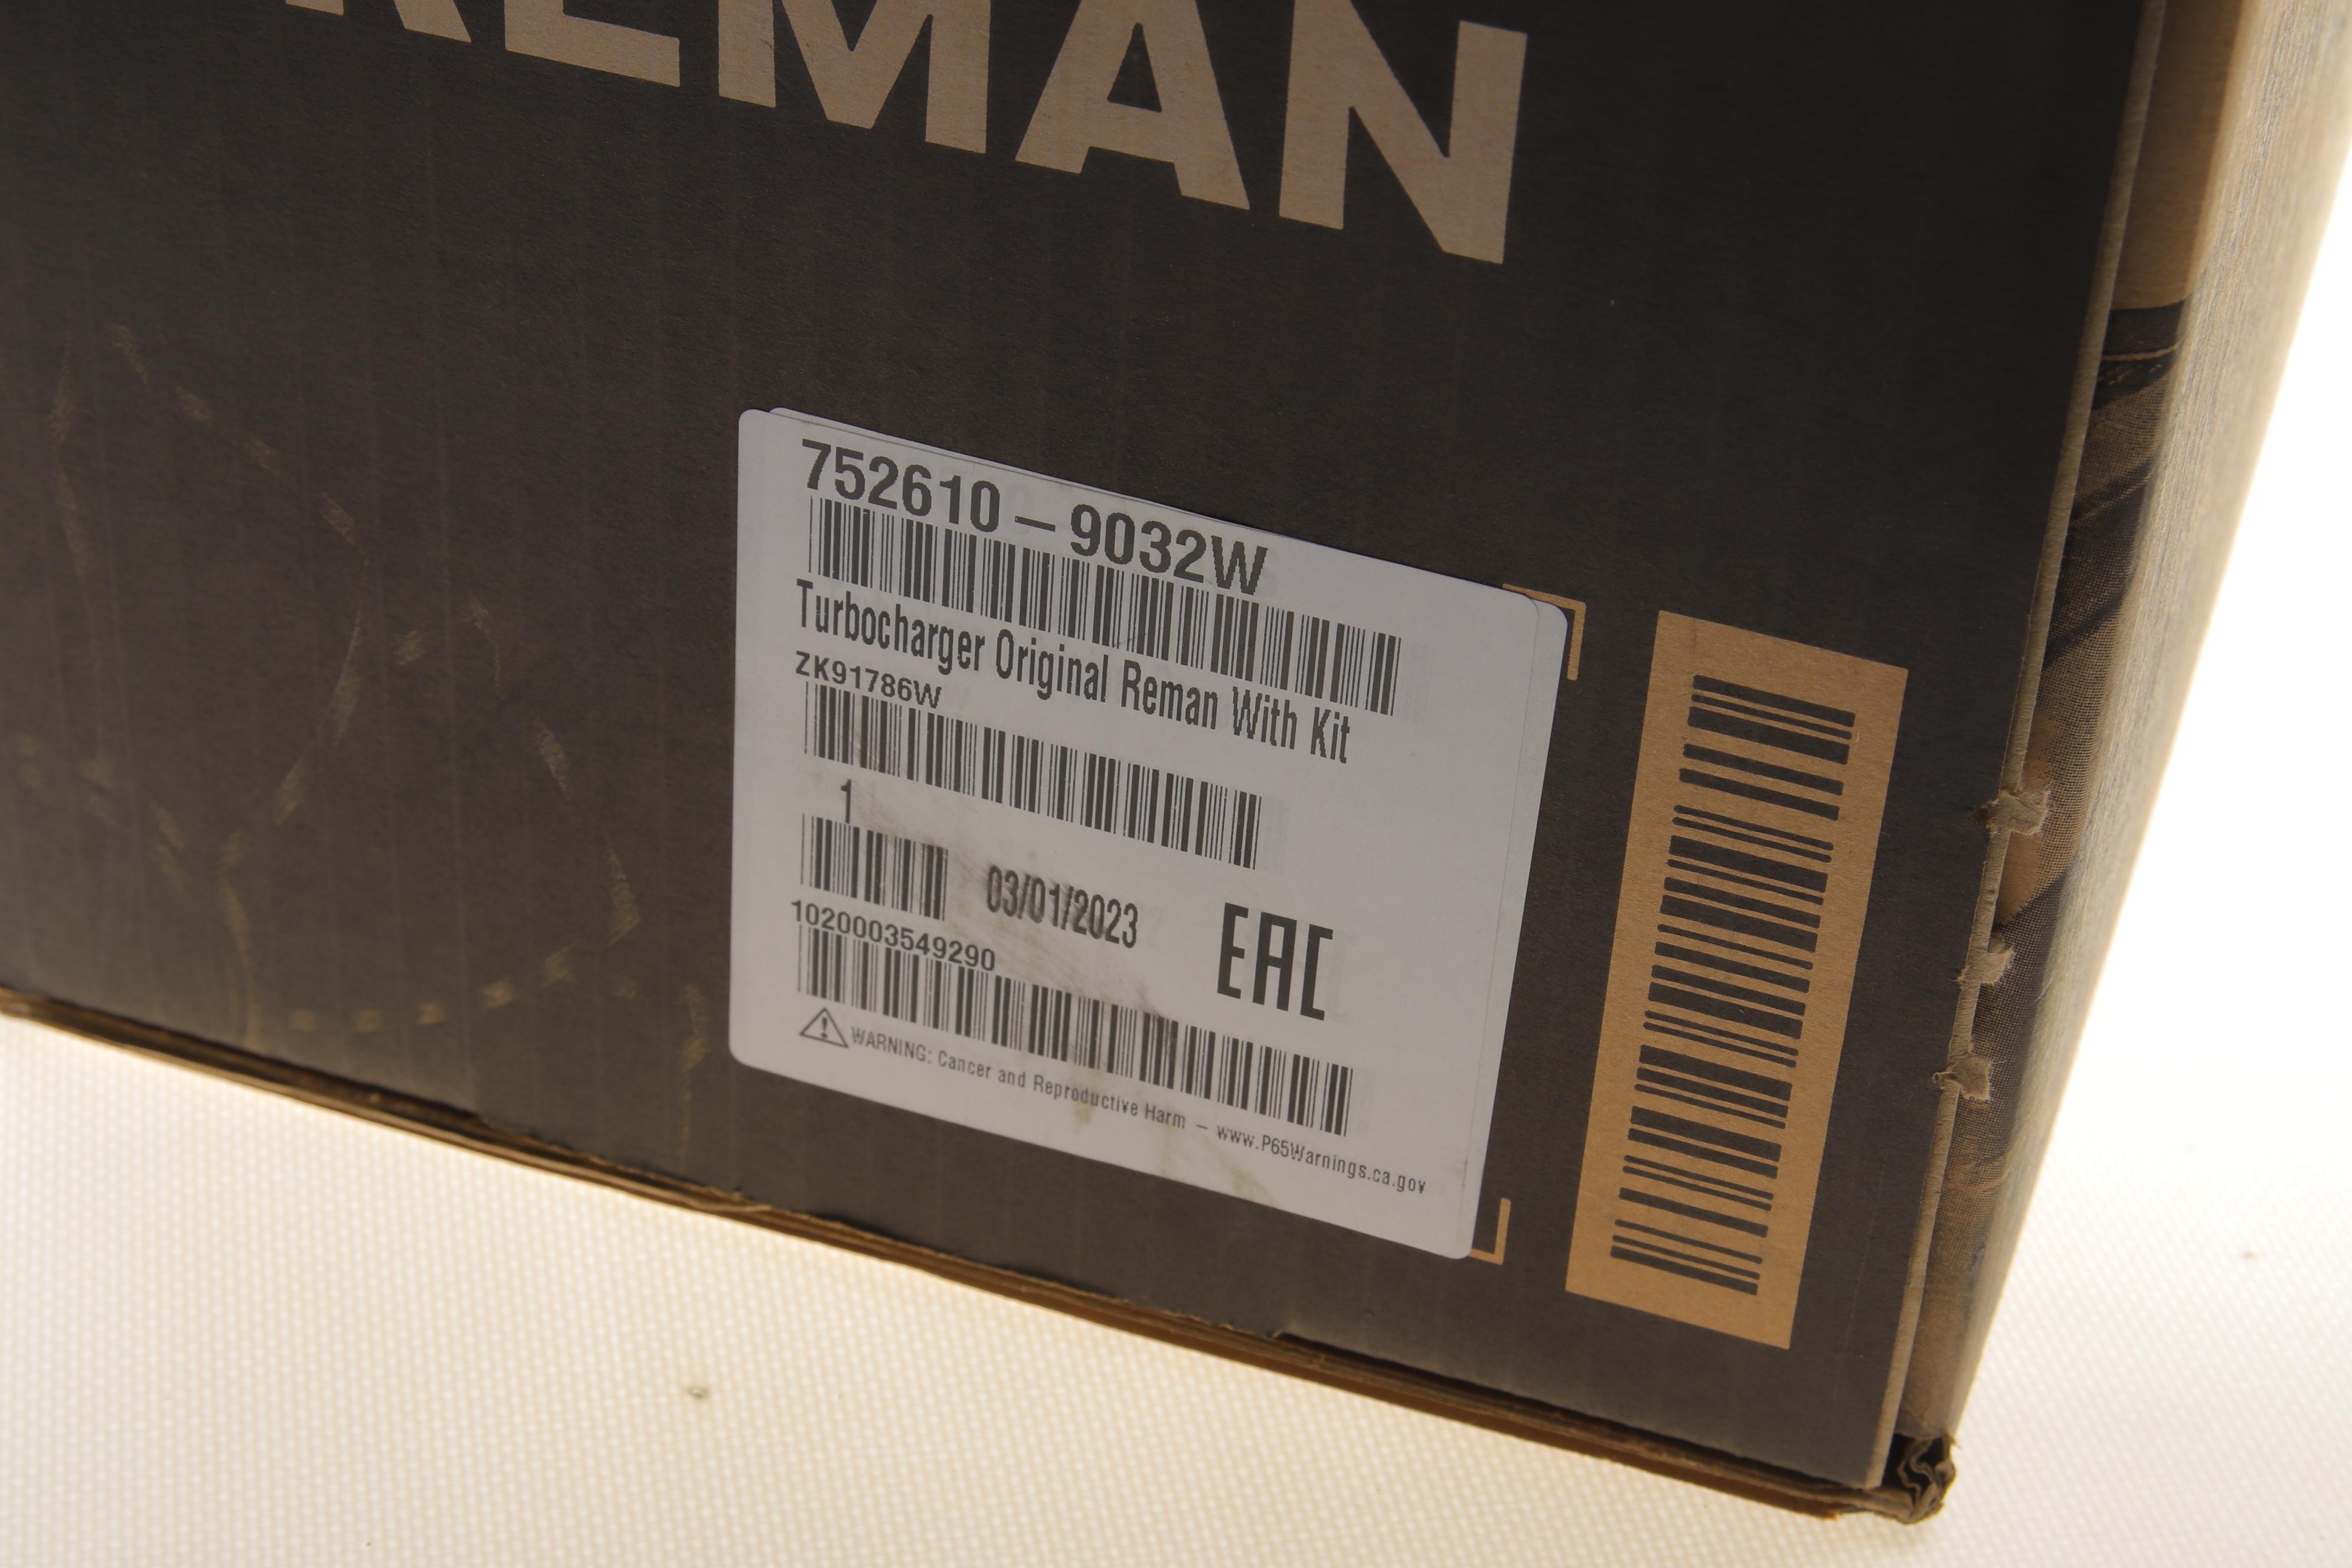 REMAN
752610-9032W
Turbocharger Original Reman With Kit
ZK91786W
1
03/01/2023
EAC
1020003549290
WARNING: Cancer and Reproductive Harm - www.P65Warnings.ca.gov